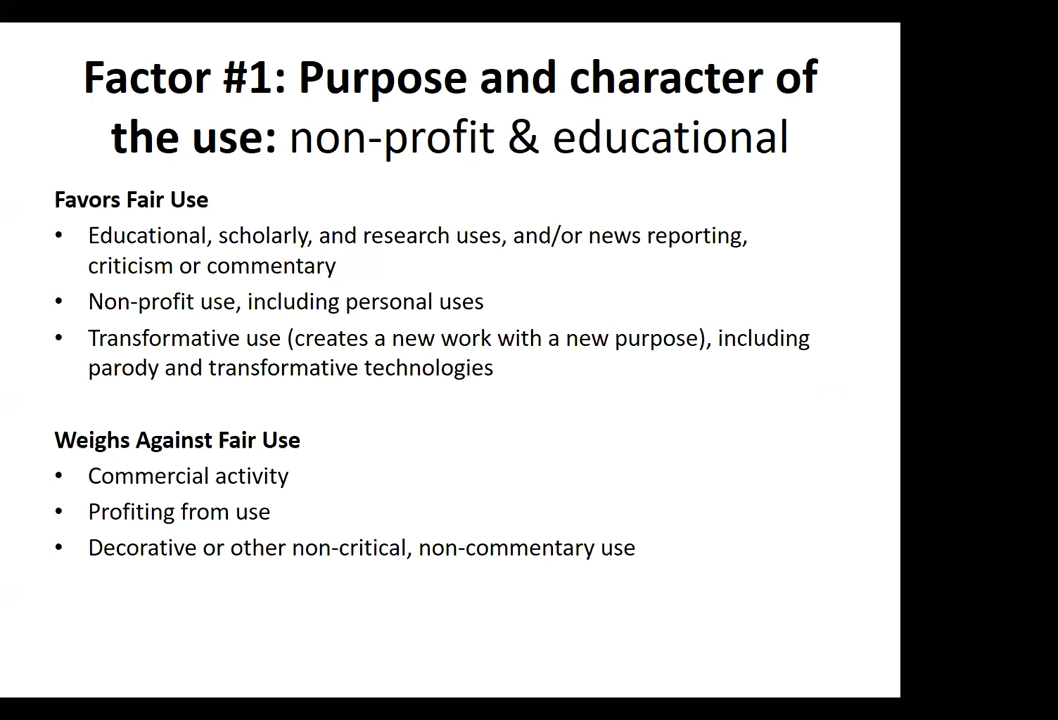 Factor #1: Purpose and character of
the use: non-profit & educational
Favors Fair Use
• Educational, scholarly, and research uses, and/or news reporting,
criticism or commentary
• Non-profit use, including personal uses
• Transformative use (creates a new work with a new purpose), including
parody and transformative technologies
Weighs Against Fair Use
• Commercial activity
• Profiting from use
• Decorative or other non-critical, non-commentary use